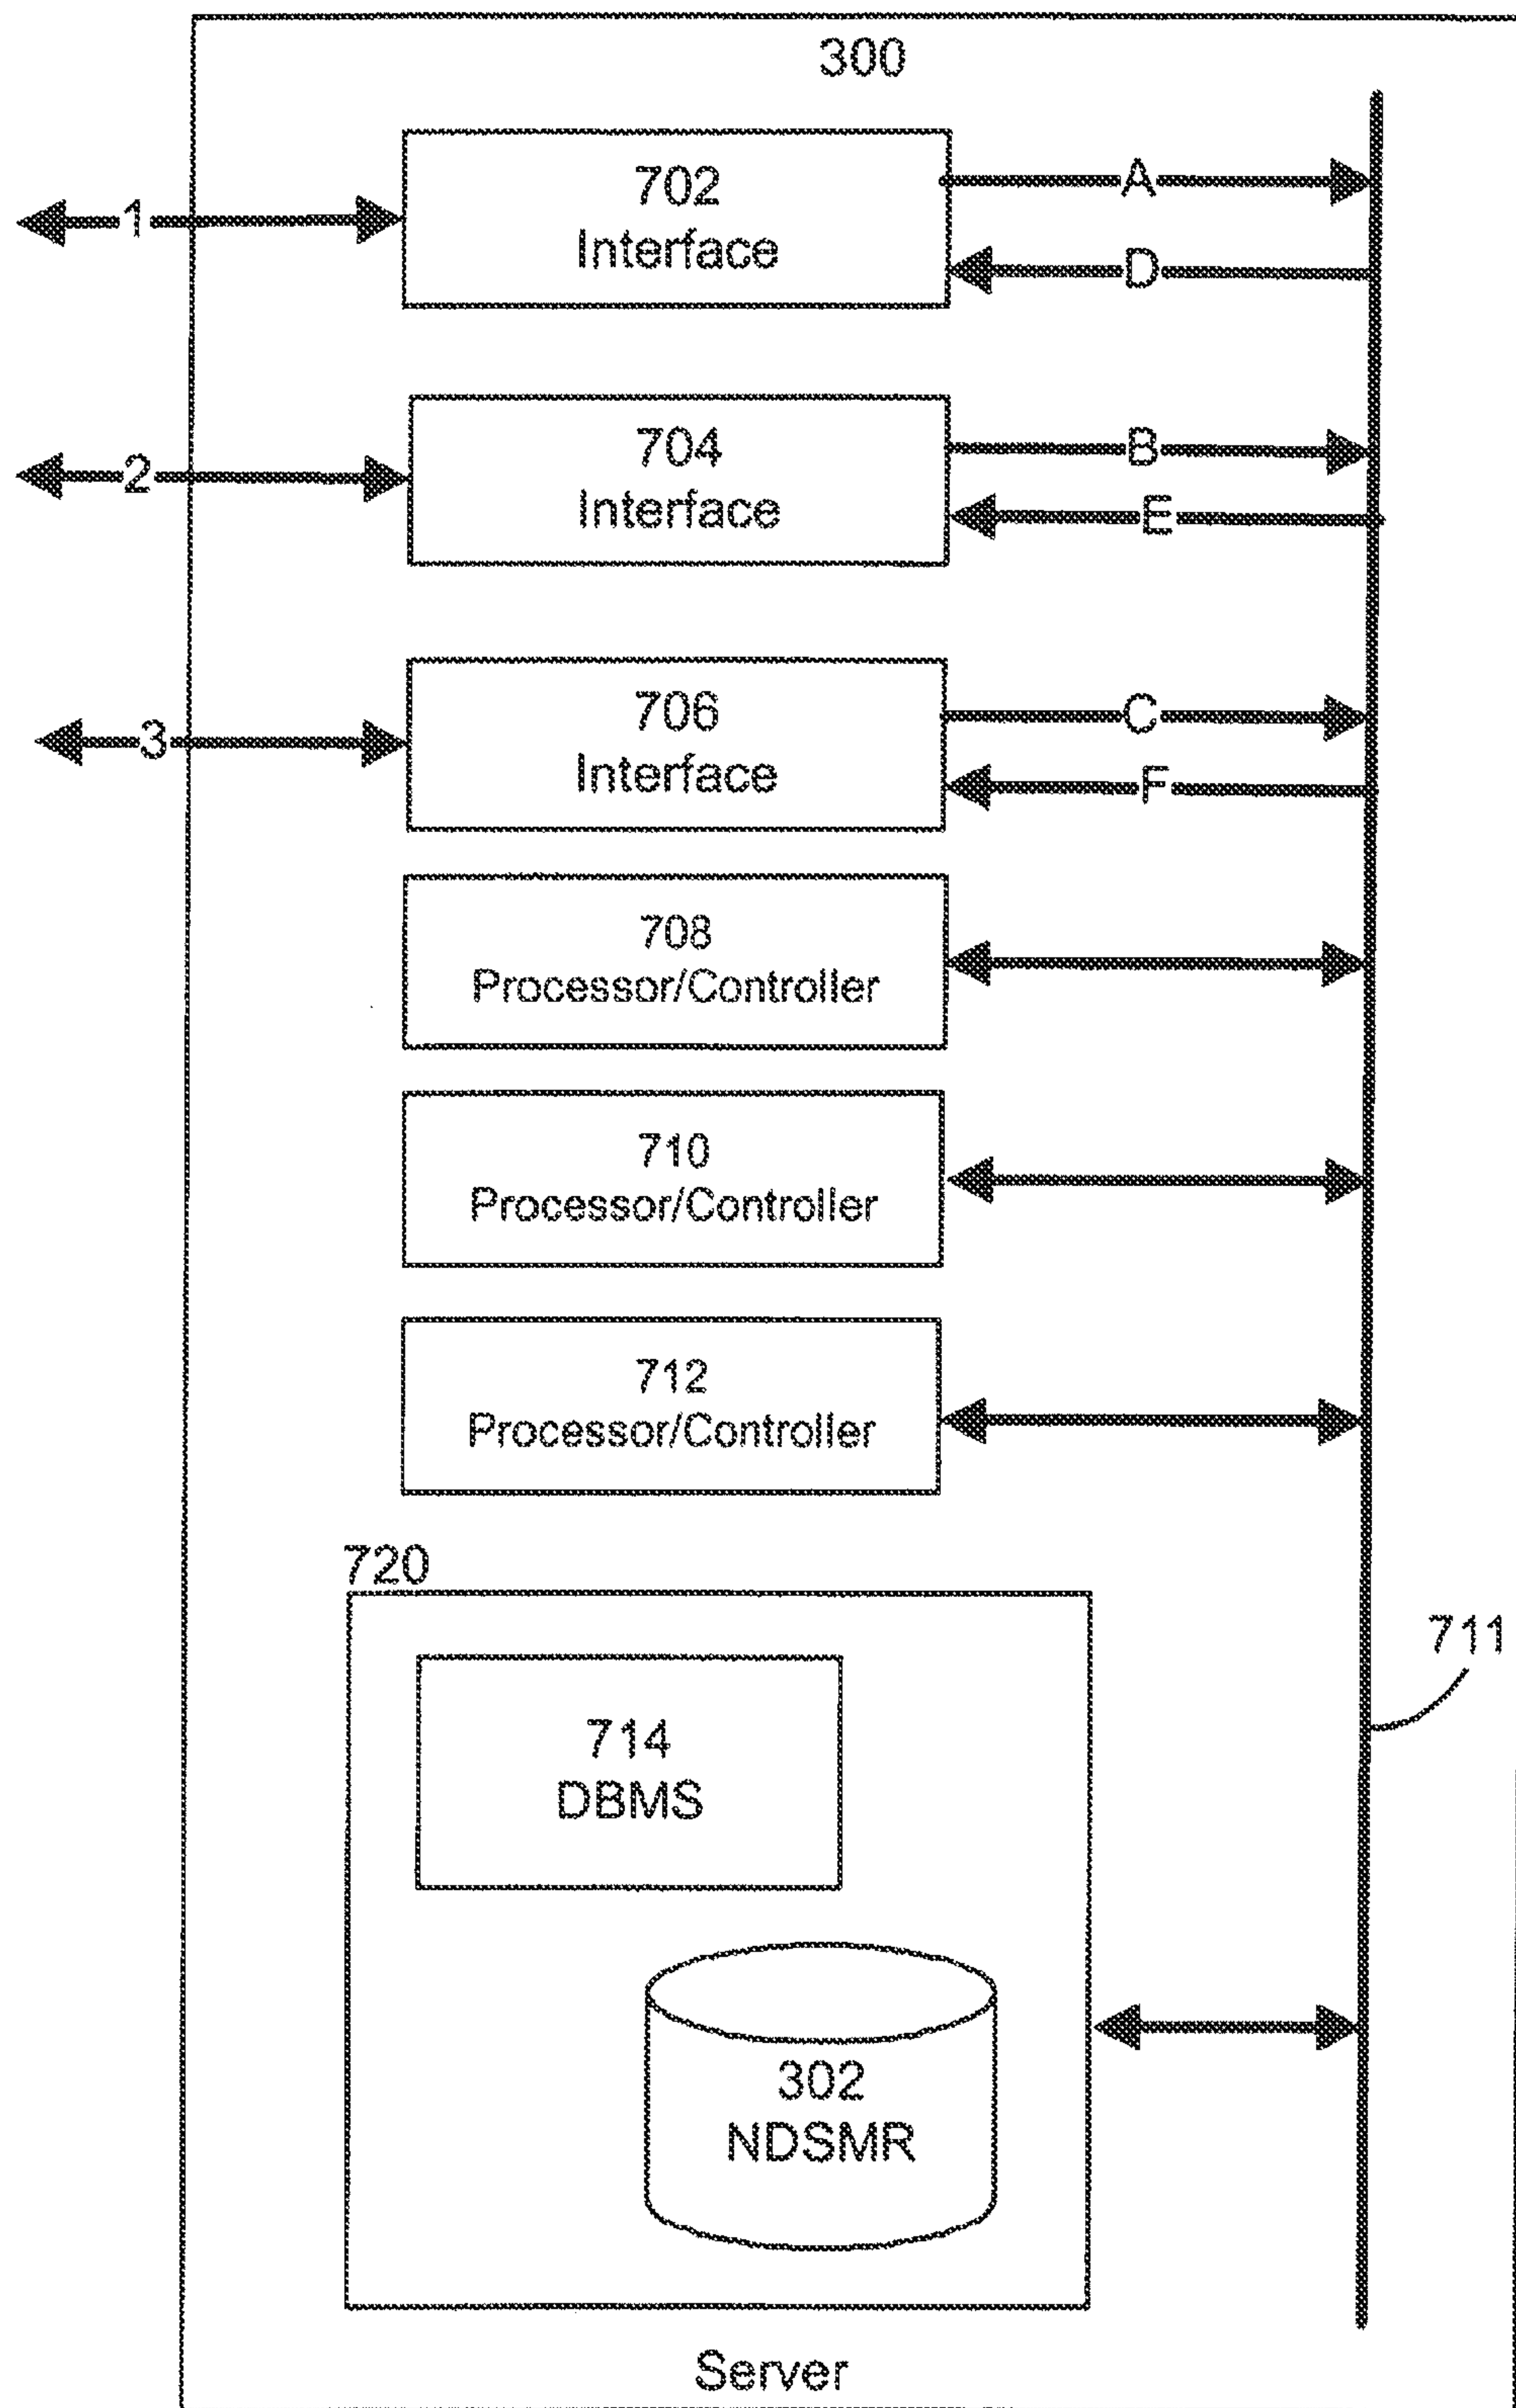 300
702
Interface
1
A
D
704
Interface
2
B
E
706
Interface
3
C
F
708
Processor/Controller
710
Processor/Controller
712
Processor/Controller
720
711
714
DBMS
302
NDSMR
Server